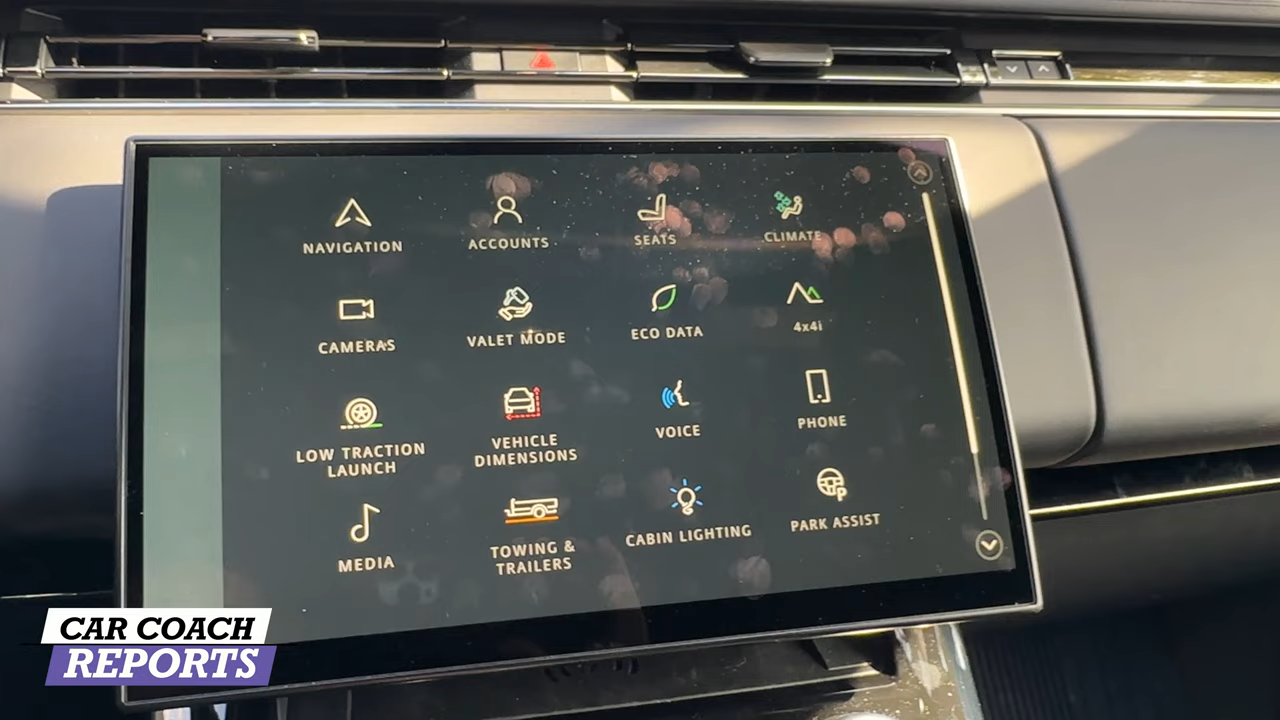 NAVIGATION
ACCOUNTS
SEATS
CLIMATE
CAMERAS
VALET MODE
ECO DATA
4x4i
LOW TRACTION
LAUNCH
VEHICLE
DIMENSIONS
VOICE
PHONE
MEDIA
TOWING &
TRAILERS
CABIN LIGHTING
PARK ASSIST
CAR COACH
REPORTS